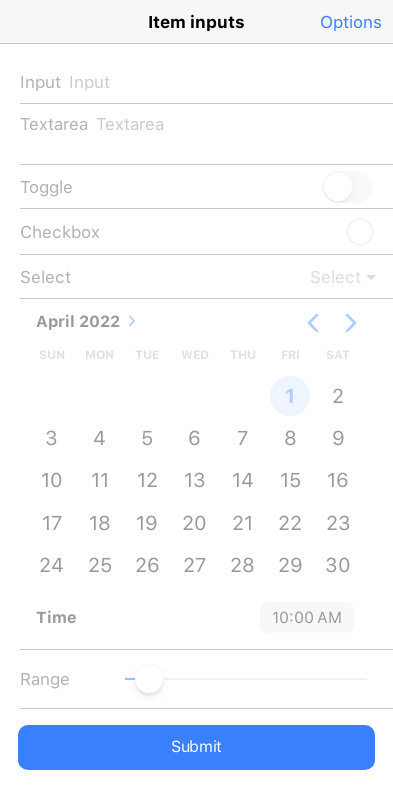 Item inputs Options
Input Input
Textarea Textarea
Toggle
Checkbox
Select Select
April 2022
SUN MON TUE WED THU FRI SAT
1 2
3 4 5 6 7 8 9
10 11 12 13 14 15 16
17 18 19 20 21 22 23
24 25 26 27 28 29 30
Time 10:00 AM
Range
Submit